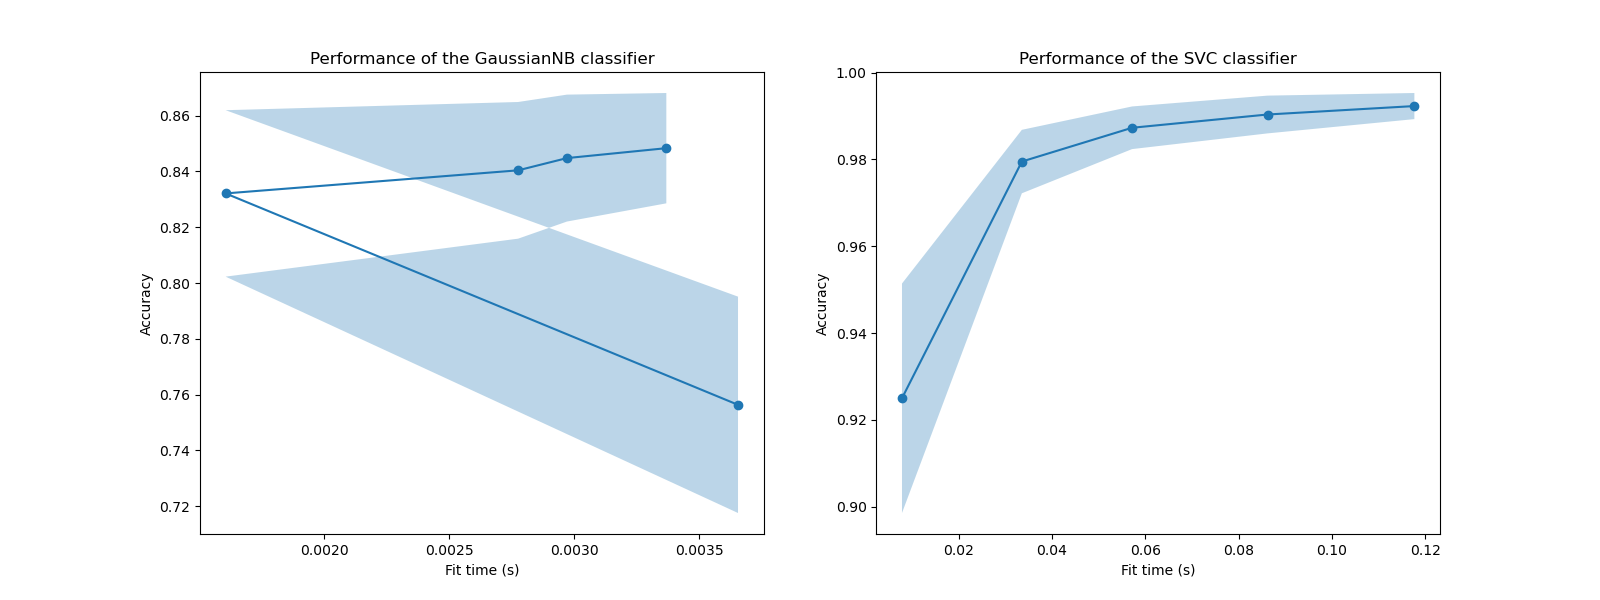 Performance of the GaussianNB classifier
Accuracy
0.86
0.84
0.82
0.80
0.78
0.76
0.74
0.72
0.0020 0.0025 0.0030 0.0035
Fit time (s)
Performance of the SVC classifier
Accuracy
1.00
0.98
0.96
0.94
0.92
0.90
0.02 0.04 0.06 0.08 0.10 0.12
Fit time (s)